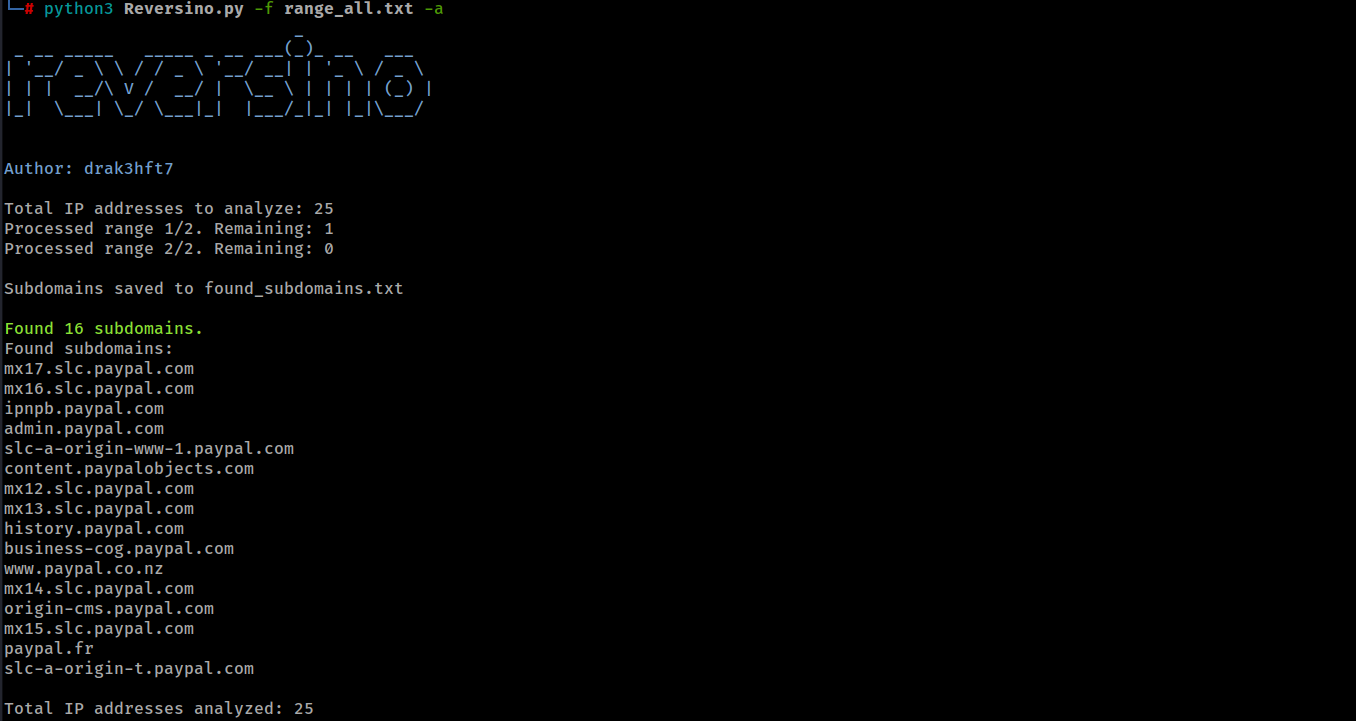 └─# python3 Reversino.py -f range_all.txt -a
reversino
Author: drak3hft7
Total IP addresses to analyze: 25
Processed range 1/2. Remaining: 1
Processed range 2/2. Remaining: 0
Subdomains saved to found_subdomains.txt
Found 16 subdomains.
Found subdomains:
mx17.slc.paypal.com
mx16.slc.paypal.com
ipnpb.paypal.com
admin.paypal.com
slc-a-origin-www-1.paypal.com
content.paypalobjects.com
mx12.slc.paypal.com
mx13.slc.paypal.com
history.paypal.com
business-cog.paypal.com
www.paypal.co.nz
mx14.slc.paypal.com
origin-cms.paypal.com
mx15.slc.paypal.com
paypal.fr
slc-a-origin-t.paypal.com
Total IP addresses analyzed: 25